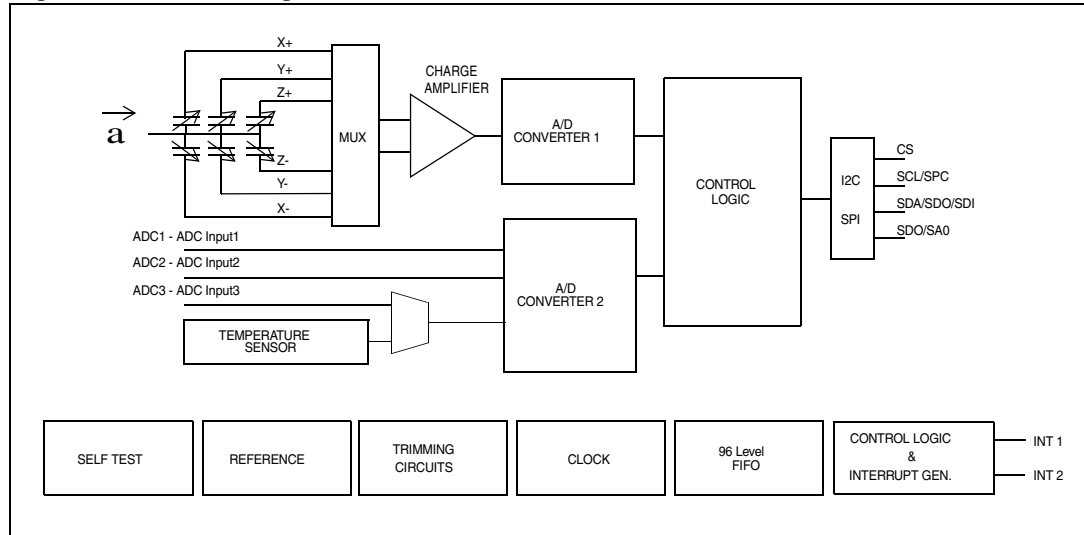 X+
Y+
Z+
CHARGE
AMPLIFIER
a
MUX
A/D
CONVERTER 1
Z-
Y-
X-
CONTROL
LOGIC
I2C
SPI
CS
SCL/SPC
SDA/SDO/SDI
SDO/SA0
ADC1 - ADC Input1
ADC2 - ADC Input2
ADC3 - ADC Input3
A/D
CONVERTER 2
TEMPERATURE
SENSOR
SELF TEST
REFERENCE
TRIMMING
CIRCUITS
CLOCK
96 Level
FIFO
CONTROL LOGIC
&
INTERRUPT GEN.
INT 1
INT 2